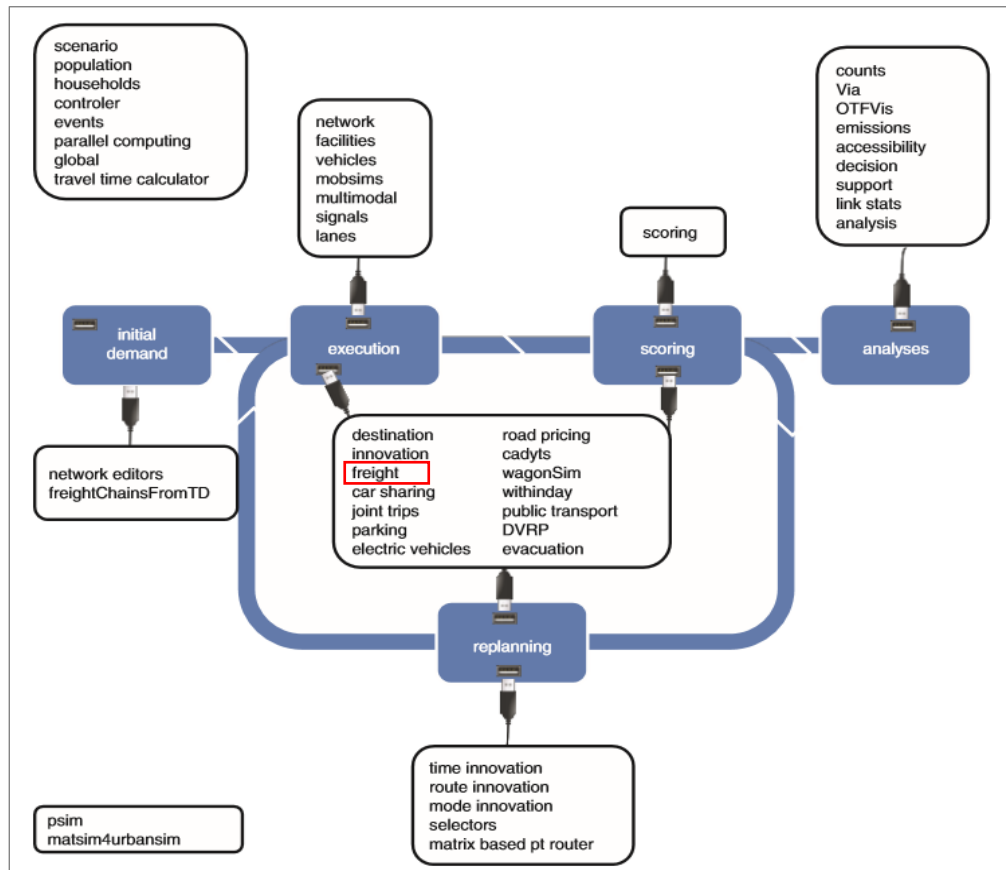 scenario
population
households
controler
events
parallel computing
global
travel time calculator
network
facilities
vehicles
mobsims
multimodal
signals
lanes
scoring
counts
Via
OTFVis
emissions
accessibility
decision
support
link stats
analysis
initial
demand
execution
scoring
analyses
network editors
freightChainsFromTD
destination
innovation
freight
car sharing
joint trips
parking
electric vehicles
road pricing
cadyts
wagonSim
withinday
public transport
DVRP
evacuation
replanning
time innovation
route innovation
mode innovation
selectors
matrix based pt router
psim
matsim4urbansim